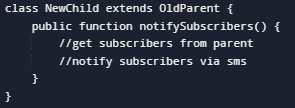 class NewChild extends OldParent {
    public function notifySubscribers() {
        //get subscribers from parent
        //notify subscribers via sms
    }
}